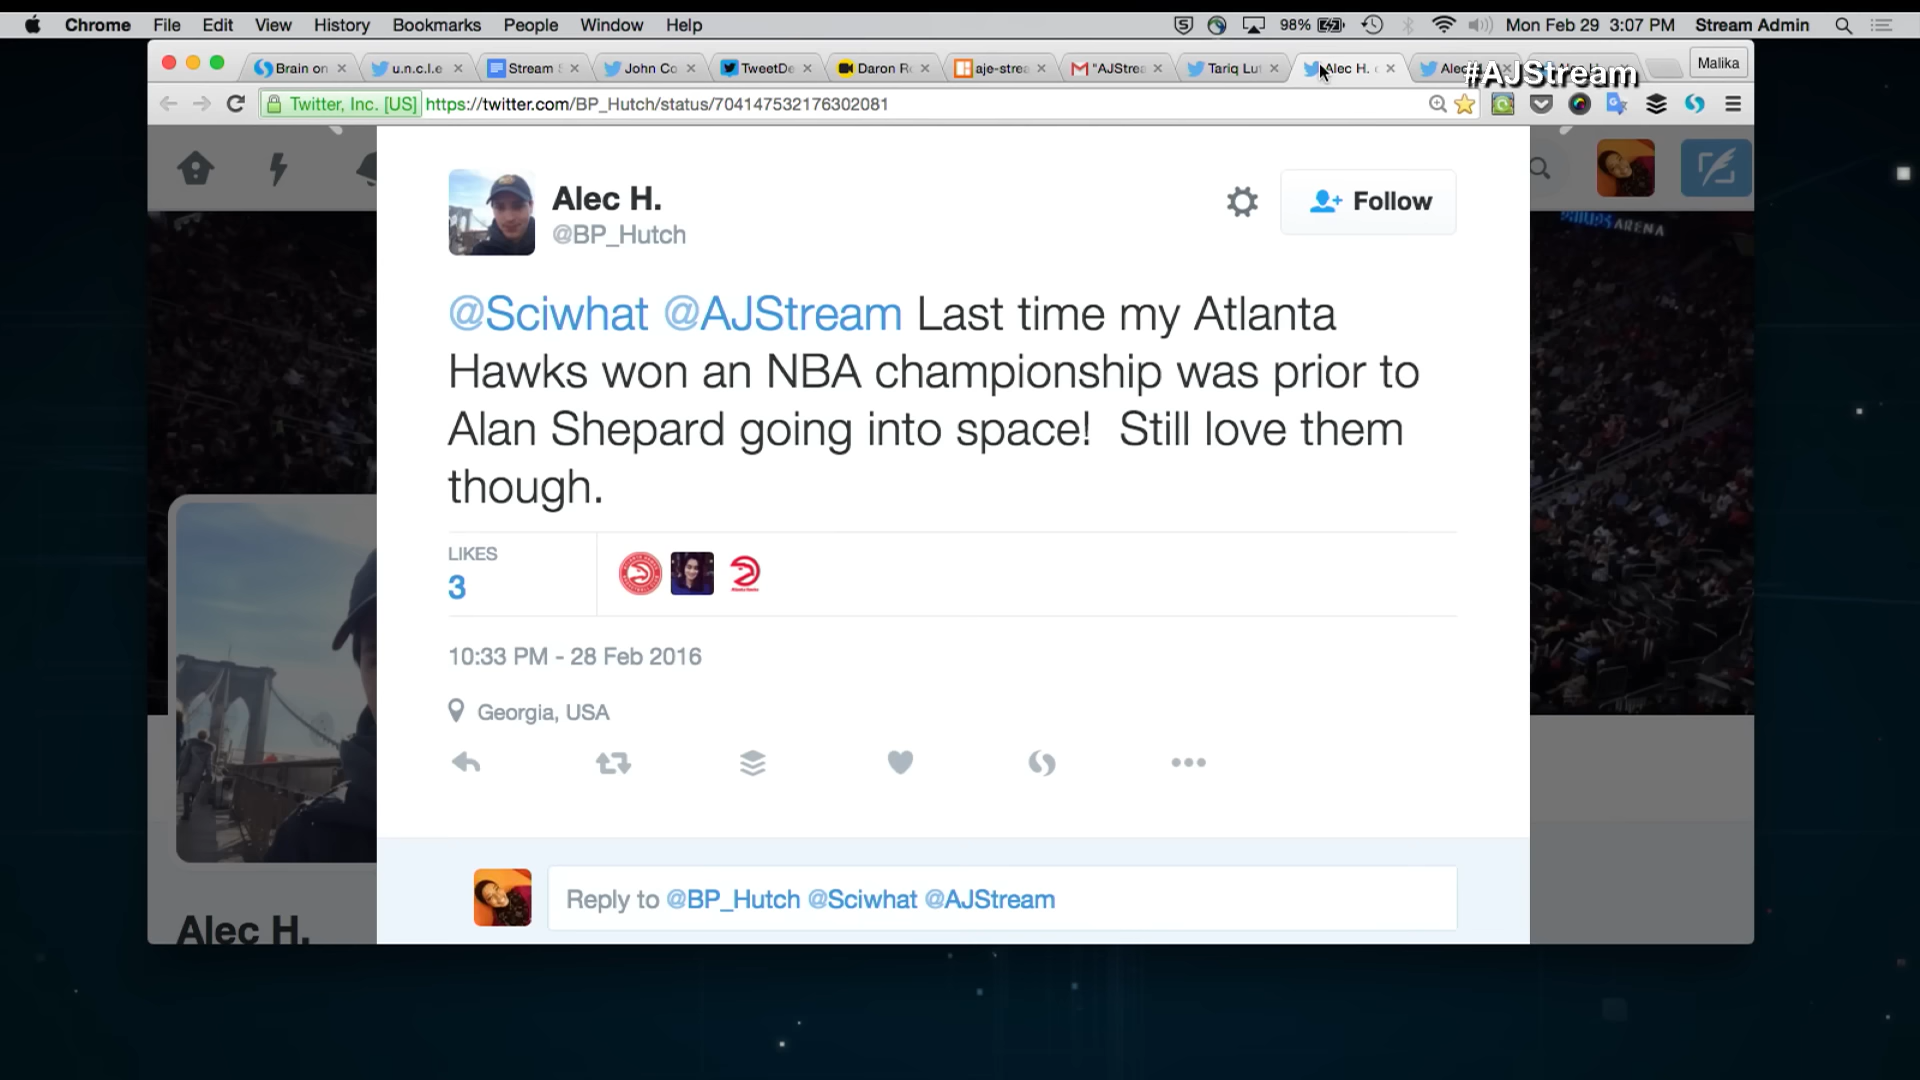 Chrome File Edit View History Bookmarks People Window Help 98% Mon Feb 29 3:07 PM Stream Admin
Brain on u.n.c.l.e Stream John Co TweetDe Daron aje-strea "AJStrea Tariq Lut Alec H. Alec Malika
#AJStream
Twitter, Inc. [US] https://twitter.com/BP_Hutch/status/704147532176302081
PHILIPS ARENA
Alec H.
@BP_Hutch
Follow
@Sciwhat @AJStream Last time my Atlanta
Hawks won an NBA championship was prior to
Alan Shepard going into space! Still love them
though.
LIKES
3
10:33 PM - 28 Feb 2016
Georgia, USA
Reply to @BP_Hutch @Sciwhat @AJStream
Alec H.